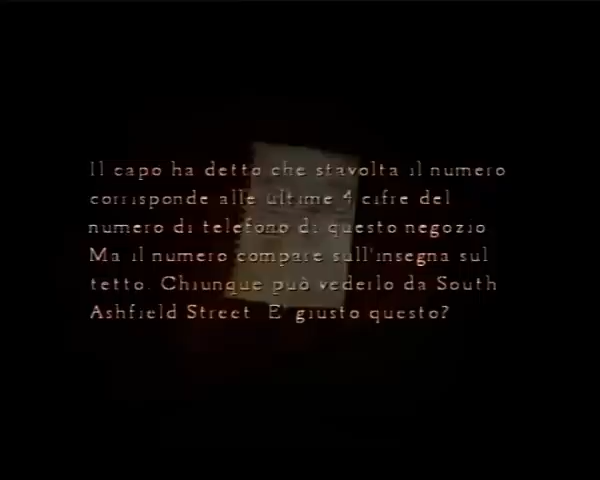 Il capo ha detto che stavolta il numero
corrisponde alle ultime 4 cifre del
numero di telefono di questo negozio.
Ma il numero compare sull'insegna sul
tetto. Chiunque può vederlo da South
Ashfield Street. E' giusto questo?